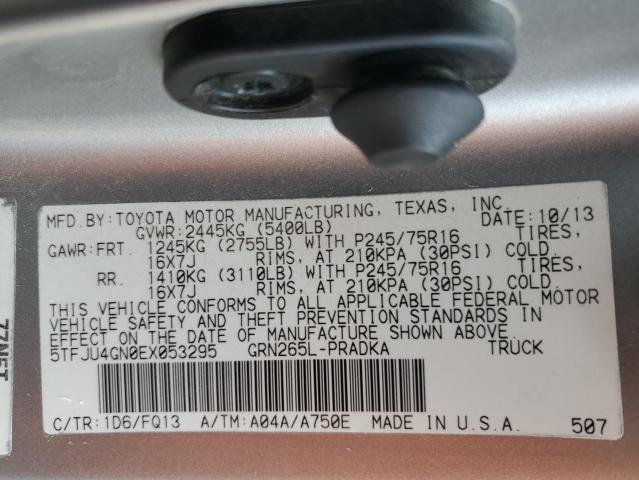 MFD.BY:TOYOTA MOTOR MANUFACTURING, TEXAS, INC.
GVWR:2445KG (5400LB) DATE:10/13
GAWR:FRT. 1245KG (2755LB) WITH P245/75R16 TIRES,
16X7J RIMS, AT 210KPA (30PSI) COLD.
RR. 1410KG (3110LB) WITH P245/75R16 TIRES,
16X7J RIMS, AT 210KPA (30PSI) COLD.
THIS VEHICLE CONFORMS TO ALL APPLICABLE FEDERAL MOTOR
VEHICLE SAFETY AND THEFT PREVENTION STANDARDS IN
EFFECT ON THE DATE OF MANUFACTURE SHOWN ABOVE.
5TFJU4GN0EX053295 GRN265L-PRADKA TRUCK
C/TR:1D6/FQ13 A/TM:A04A/A750E MADE IN U.S.A. 507